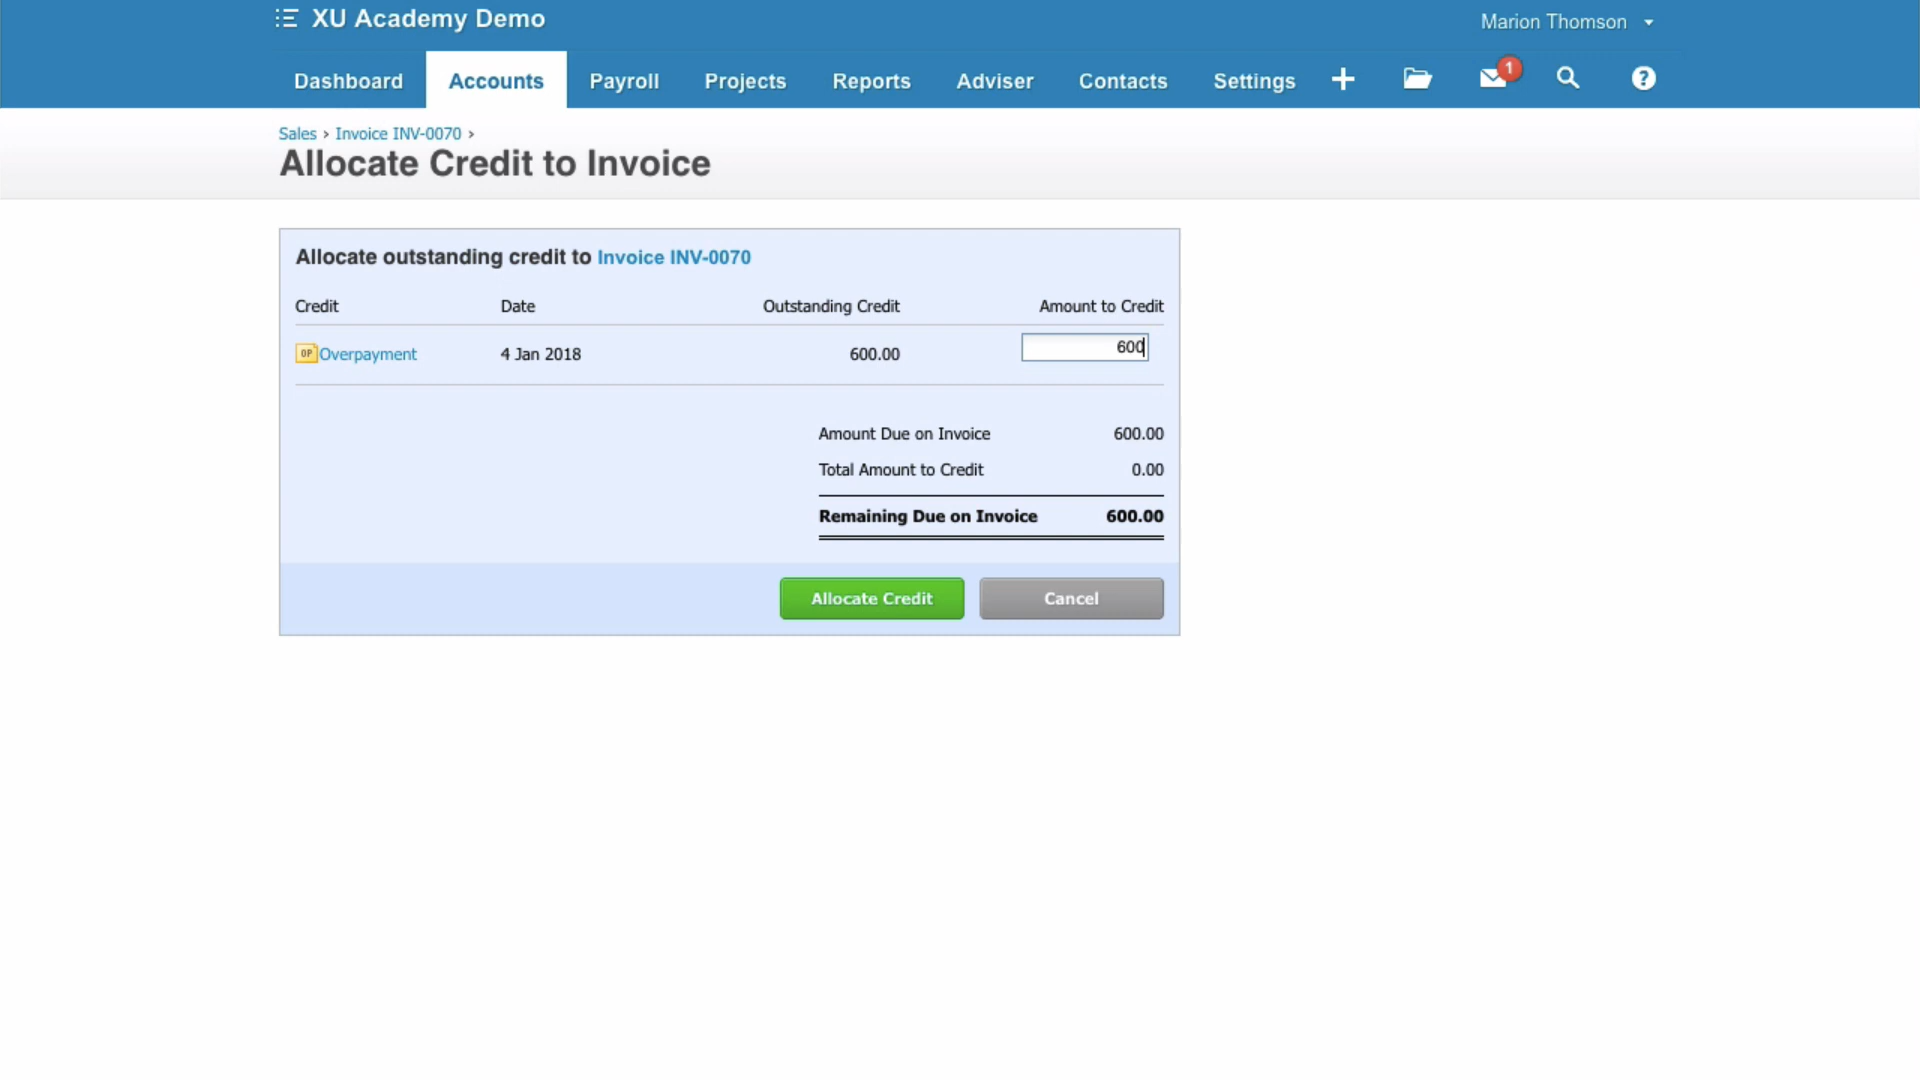 XU Academy Demo
Marion Thomson
Dashboard Accounts Payroll Projects Reports Adviser Contacts Settings 1 ?
Sales › Invoice INV-0070 ›
Allocate Credit to Invoice
Allocate outstanding credit to Invoice INV-0070
Credit Date Outstanding Credit Amount to Credit
OP Overpayment 4 Jan 2018 600.00 600
Amount Due on Invoice 600.00
Total Amount to Credit 0.00
Remaining Due on Invoice 600.00
Allocate Credit Cancel